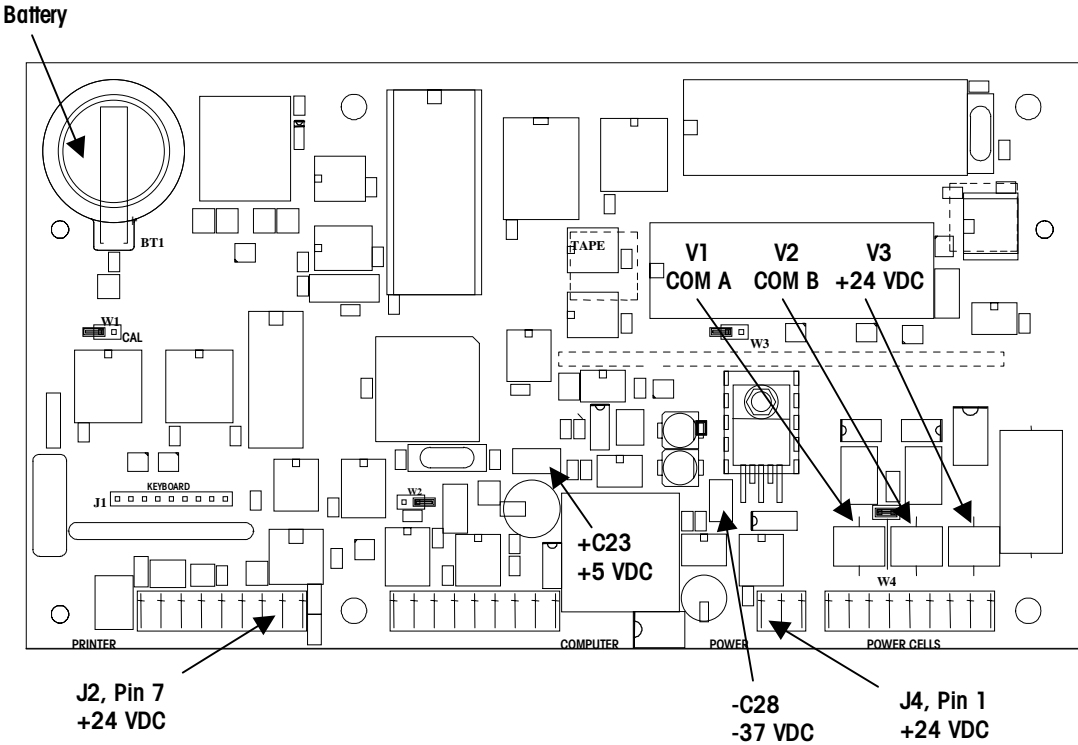 Battery
BT1
TAPE
V1
COM A
V2
COM B
V3
+24 VDC
W1
CAL
W3
KEYBOARD
J1
W2
+C23
+5 VDC
W4
PRINTER
COMPUTER
POWER
POWER CELLS
J2, Pin 7
+24 VDC
-C28
-37 VDC
J4, Pin 1
+24 VDC